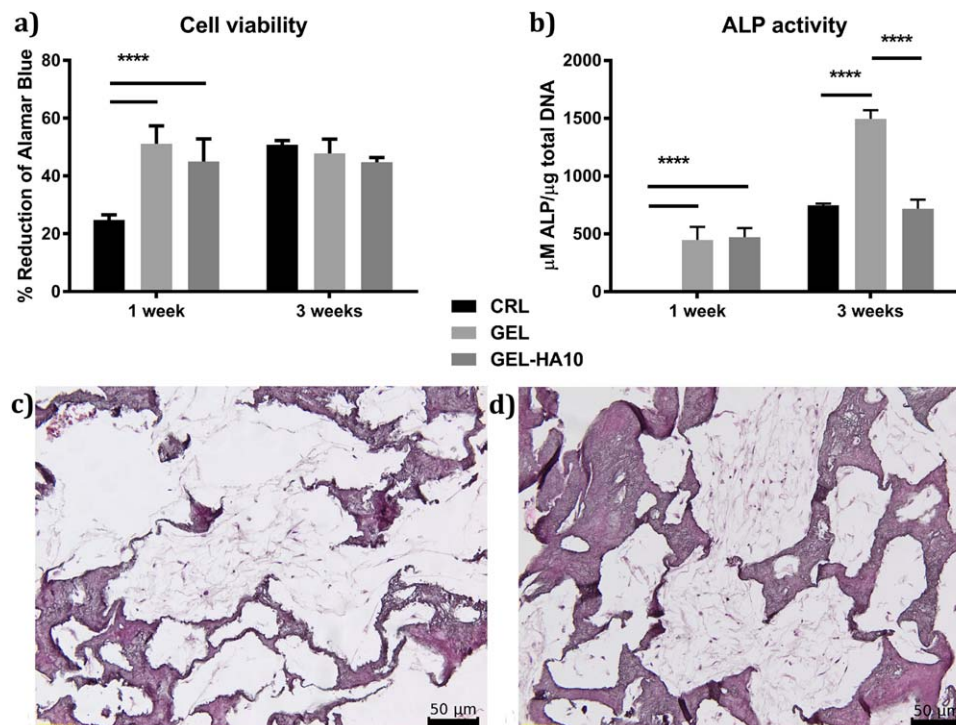 a) Cell viability
% Reduction of Alamar Blue
80
60
40
20
0
****
1 week 3 weeks
b) ALP activity
μM ALP/μg total DNA
2000
1500
1000
500
0
****
****
****
1 week 3 weeks
CRL
GEL
GEL-HA10
c)
50 μm
d)
50 μm